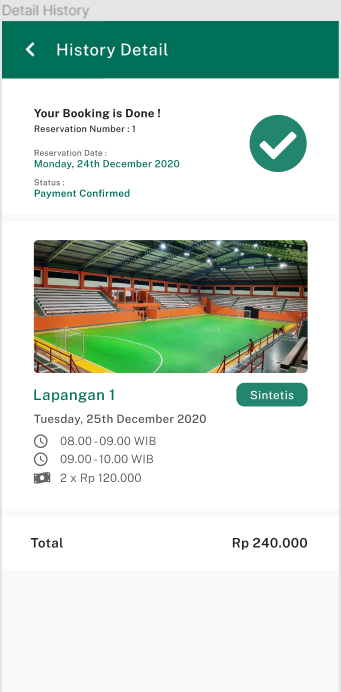 Detail History
History Detail
Your Booking is Done !
Reservation Number : 1
Reservation Date :
Monday, 24th December 2020
Status :
Payment Confirmed
Lapangan 1
Sintetis
Tuesday, 25th December 2020
08.00 - 09.00 WIB
09.00 - 10.00 WIB
2 x Rp 120.000
Total
Rp 240.000